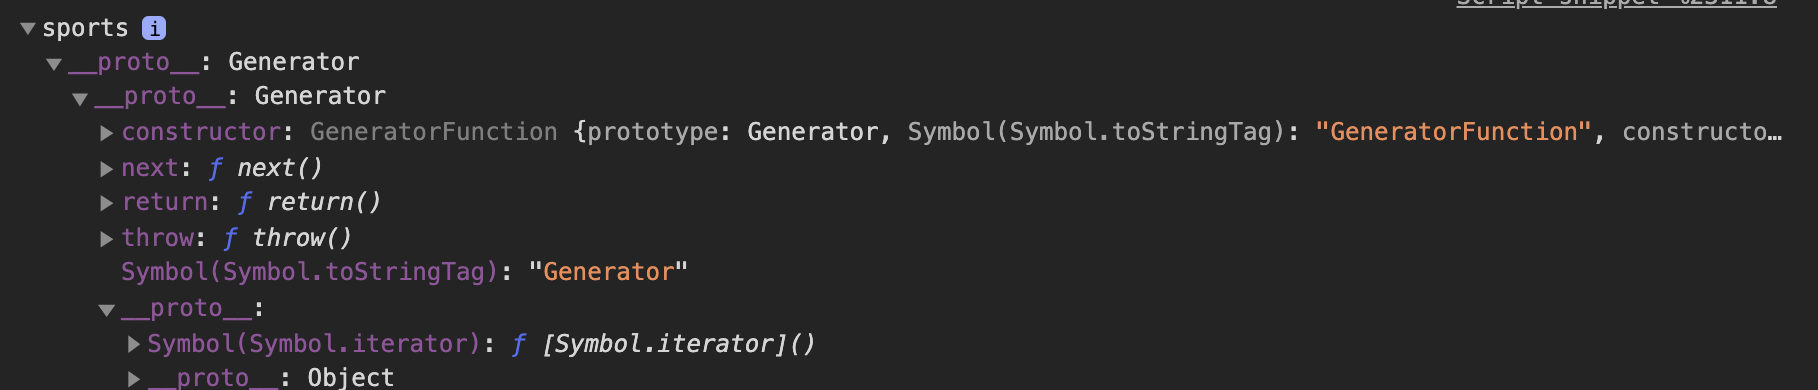 sports i
__proto__: Generator
__proto__: Generator
constructor: GeneratorFunction {prototype: Generator, Symbol(Symbol.toStringTag): "GeneratorFunction", constructo…
next: ƒ next()
return: ƒ return()
throw: ƒ throw()
Symbol(Symbol.toStringTag): "Generator"
__proto__:
Symbol(Symbol.iterator): ƒ [Symbol.iterator]()
__proto__: Object